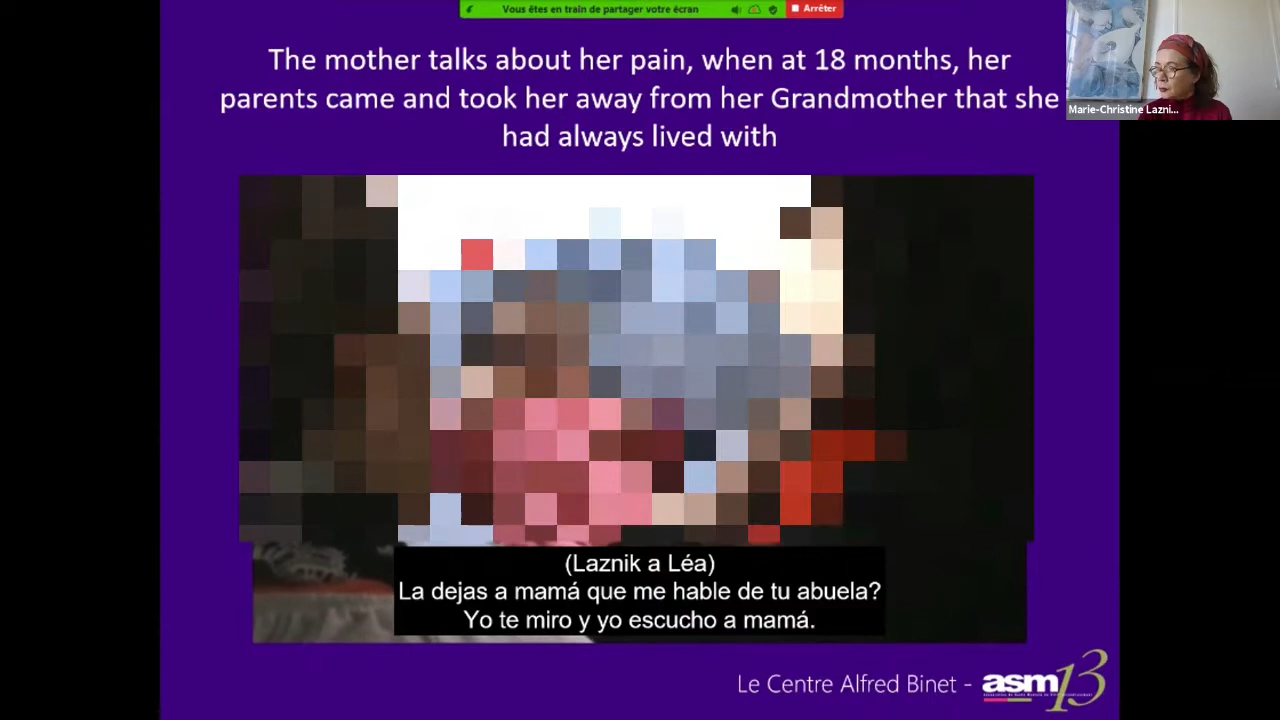 Vous êtes en train de partager votre écran
Arrêter
The mother talks about her pain, when at 18 months, her
parents came and took her away from her Grandmother that she
had always lived with
Marie-Christine Lazni...
(Laznik a Léa)
La dejas a mamá que me hable de tu abuela?
Yo te miro y yo escucho a mamá.
Le Centre Alfred Binet - asm13